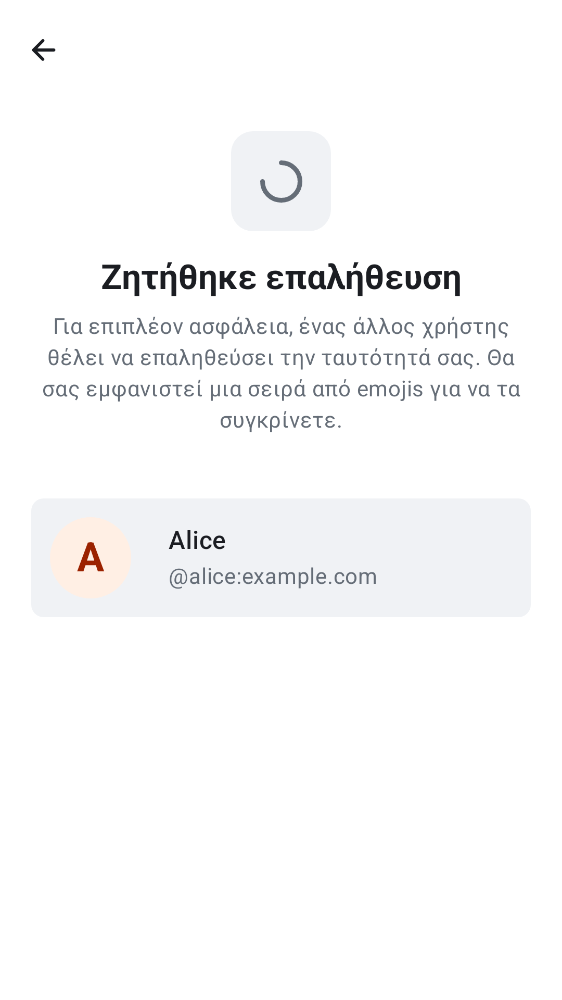 Ζητήθηκε επαλήθευση
Για επιπλέον ασφάλεια, ένας άλλος χρήστης
θέλει να επαληθεύσει την ταυτότητά σας. Θα
σας εμφανιστεί μια σειρά από emojis για να τα
συγκρίνετε.
A
Alice
@alice:example.com